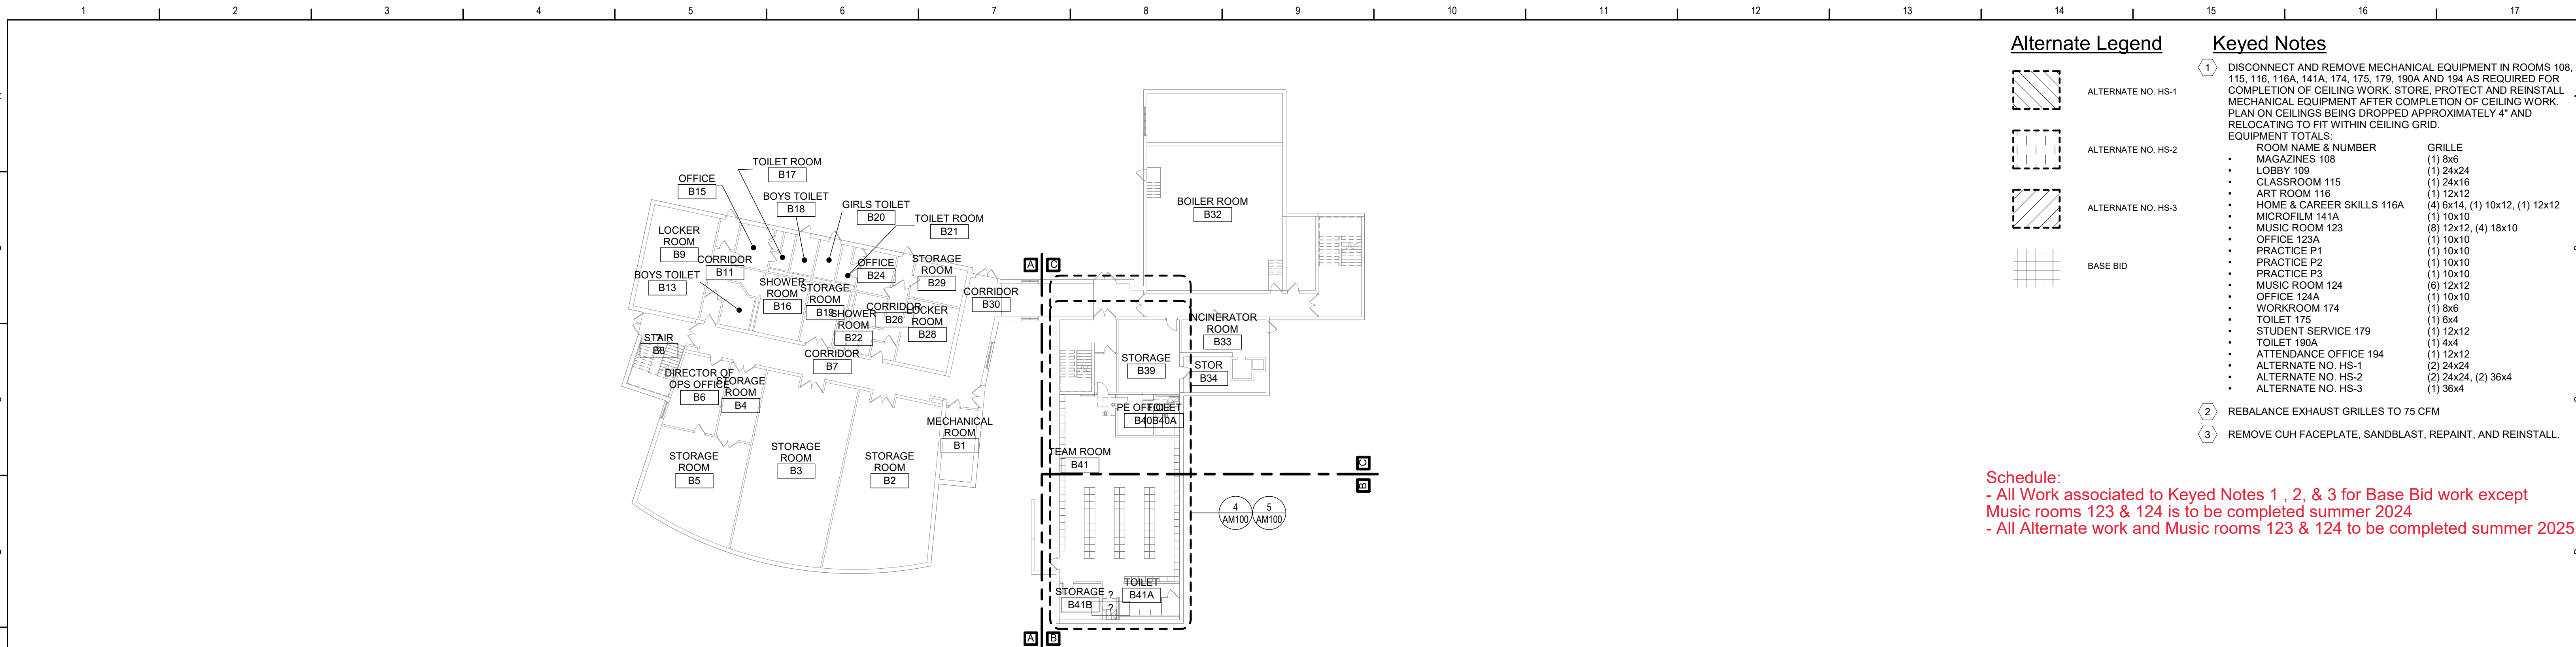 1 2 3 4 5 6 7 8 9 10 11 12 13 14 15 16 17
Alternate Legend
ALTERNATE NO. HS-1
ALTERNATE NO. HS-2
ALTERNATE NO. HS-3
BASE BID
Keyed Notes
1 DISCONNECT AND REMOVE MECHANICAL EQUIPMENT IN ROOMS 108,
115, 116, 116A, 141A, 174, 175, 179, 190A AND 194 AS REQUIRED FOR
COMPLETION OF CEILING WORK. STORE, PROTECT AND REINSTALL
MECHANICAL EQUIPMENT AFTER COMPLETION OF CEILING WORK.
PLAN ON CEILINGS BEING DROPPED APPROXIMATELY 4" AND
RELOCATING TO FIT WITHIN CEILING GRID.
EQUIPMENT TOTALS:
ROOM NAME & NUMBER GRILLE
• MAGAZINES 108 (1) 8x6
• LOBBY 109 (1) 24x24
• CLASSROOM 115 (1) 24x16
• ART ROOM 116 (1) 12x12
• HOME & CAREER SKILLS 116A (4) 6x14, (1) 10x12, (1) 12x12
• MICROFILM 141A (1) 10x10
• MUSIC ROOM 123 (8) 12x12, (4) 18x10
• OFFICE 123A (1) 10x10
• PRACTICE P1 (1) 10x10
• PRACTICE P2 (1) 10x10
• PRACTICE P3 (1) 10x10
• MUSIC ROOM 124 (6) 12x12
• OFFICE 124A (1) 10x10
• WORKROOM 174 (1) 8x6
• TOILET 175 (1) 6x4
• STUDENT SERVICE 179 (1) 12x12
• TOILET 190A (1) 4x4
• ATTENDANCE OFFICE 194 (1) 12x12
• ALTERNATE NO. HS-1 (2) 24x24
• ALTERNATE NO. HS-2 (2) 24x24, (2) 36x4
• ALTERNATE NO. HS-3 (1) 36x4
2 REBALANCE EXHAUST GRILLES TO 75 CFM
3 REMOVE CUH FACEPLATE, SANDBLAST, REPAINT, AND REINSTALL.
Schedule:
- All Work associated to Keyed Notes 1 , 2, & 3 for Base Bid work except
Music rooms 123 & 124 is to be completed summer 2024
- All Alternate work and Music rooms 123 & 124 to be completed summer 2025
TOILET ROOM
B17
OFFICE
B15
BOYS TOILET
B18
GIRLS TOILET
B20
TOILET ROOM
B21
LOCKER
ROOM
B9
CORRIDOR
B11
BOYS TOILET
B13
SHOWER
ROOM
B16
STORAGE
ROOM
B19
OFFICE
B24
STORAGE
ROOM
B29
CORRIDOR
B26
SHOWER
ROOM
B22
LOCKER
ROOM
B28
CORRIDOR
B30
STAIR
B8
CORRIDOR
B7
DIRECTOR OF
OPS OFFICE
B6
STORAGE
ROOM
B4
STORAGE
ROOM
B5
STORAGE
ROOM
B3
STORAGE
ROOM
B2
MECHANICAL
ROOM
B1
BOILER ROOM
B32
INCINERATOR
ROOM
B33
STOR
B34
STORAGE
B39
PE OFFICE
B40
TOILET
B40A
TEAM ROOM
B41
STORAGE
B41B
?
?
TOILET
B41A
A C
C
B
A B
4
AM100
5
AM100